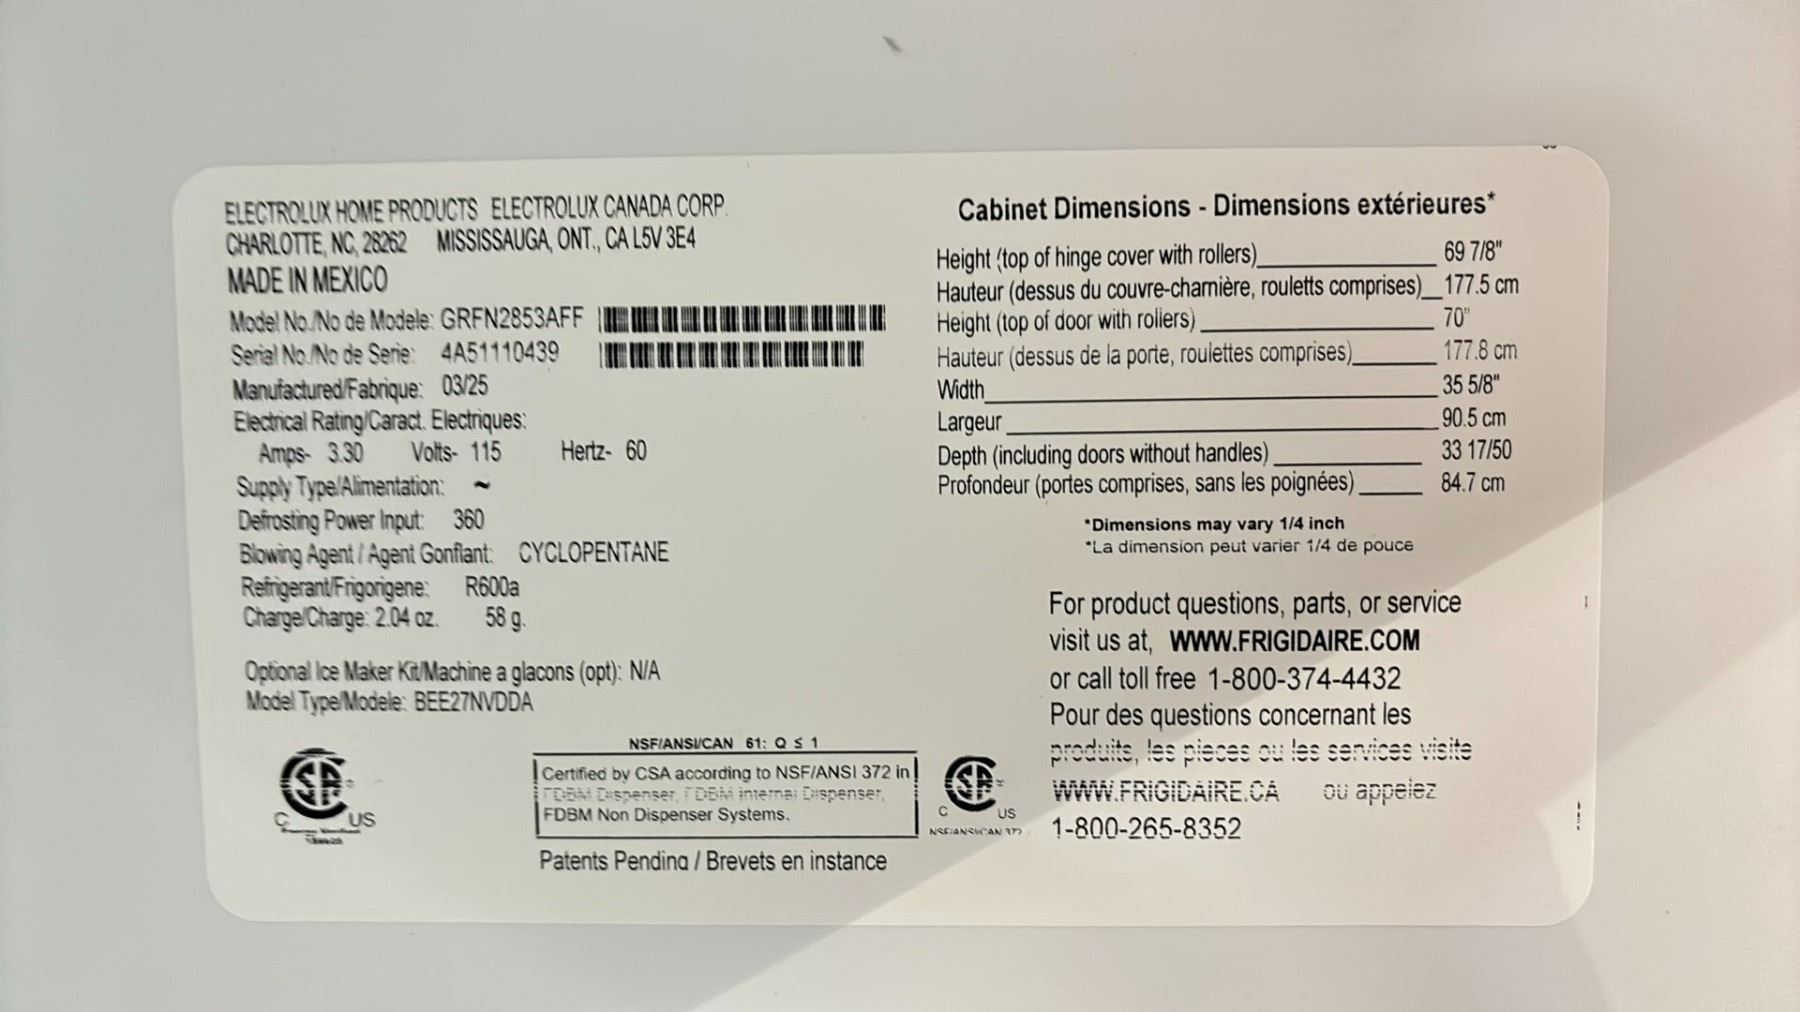 ELECTROLUX HOME PRODUCTS ELECTROLUX CANADA CORP.
CHARLOTTE, NC, 28262 MISSISSAUGA, ONT., CA L5V 3E4
MADE IN MEXICO
Model No./No de Modele: GRFN2853AFF
Serial No./No de Serie: 4A51110439
Manufactured/Fabrique: 03/25
Electrical Rating/Caract. Electriques:
Amps- 3.30 Volts- 115 Hertz- 60
Supply Type/Alimentation: ~
Defrosting Power Input: 360
Blowing Agent / Agent Gonflant: CYCLOPENTANE
Refrigerant/Frigorigene: R600a
Charge/Charge: 2.04 oz. 58 g.
Optional Ice Maker Kit/Machine a glacons (opt): N/A
Model Type/Modele: BEE27NVDDA
CSA
C US
NSF/ANSI/CAN 61: Q ≤ 1
Certified by CSA according to NSF/ANSI 372 in
FDBM Dispenser, FDBM internal Dispenser,
FDBM Non Dispenser Systems.
CSA
C US
NSF/ANSI/CAN 372
Patents Pending / Brevets en instance
Cabinet Dimensions - Dimensions extérieures*
Height (top of hinge cover with rollers) 69 7/8"
Hauteur (dessus du couvre-charnière, rouletts comprises) 177.5 cm
Height (top of door with rollers) 70"
Hauteur (dessus de la porte, roulettes comprises) 177.8 cm
Width 35 5/8"
Largeur 90.5 cm
Depth (including doors without handles) 33 17/50
Profondeur (portes comprises, sans les poignées) 84.7 cm
*Dimensions may vary 1/4 inch
*La dimension peut varier 1/4 de pouce
For product questions, parts, or service
visit us at, WWW.FRIGIDAIRE.COM
or call toll free 1-800-374-4432
Pour des questions concernant les
produits, les pieces ou les services visite
WWW.FRIGIDAIRE.CA ou appelez
1-800-265-8352